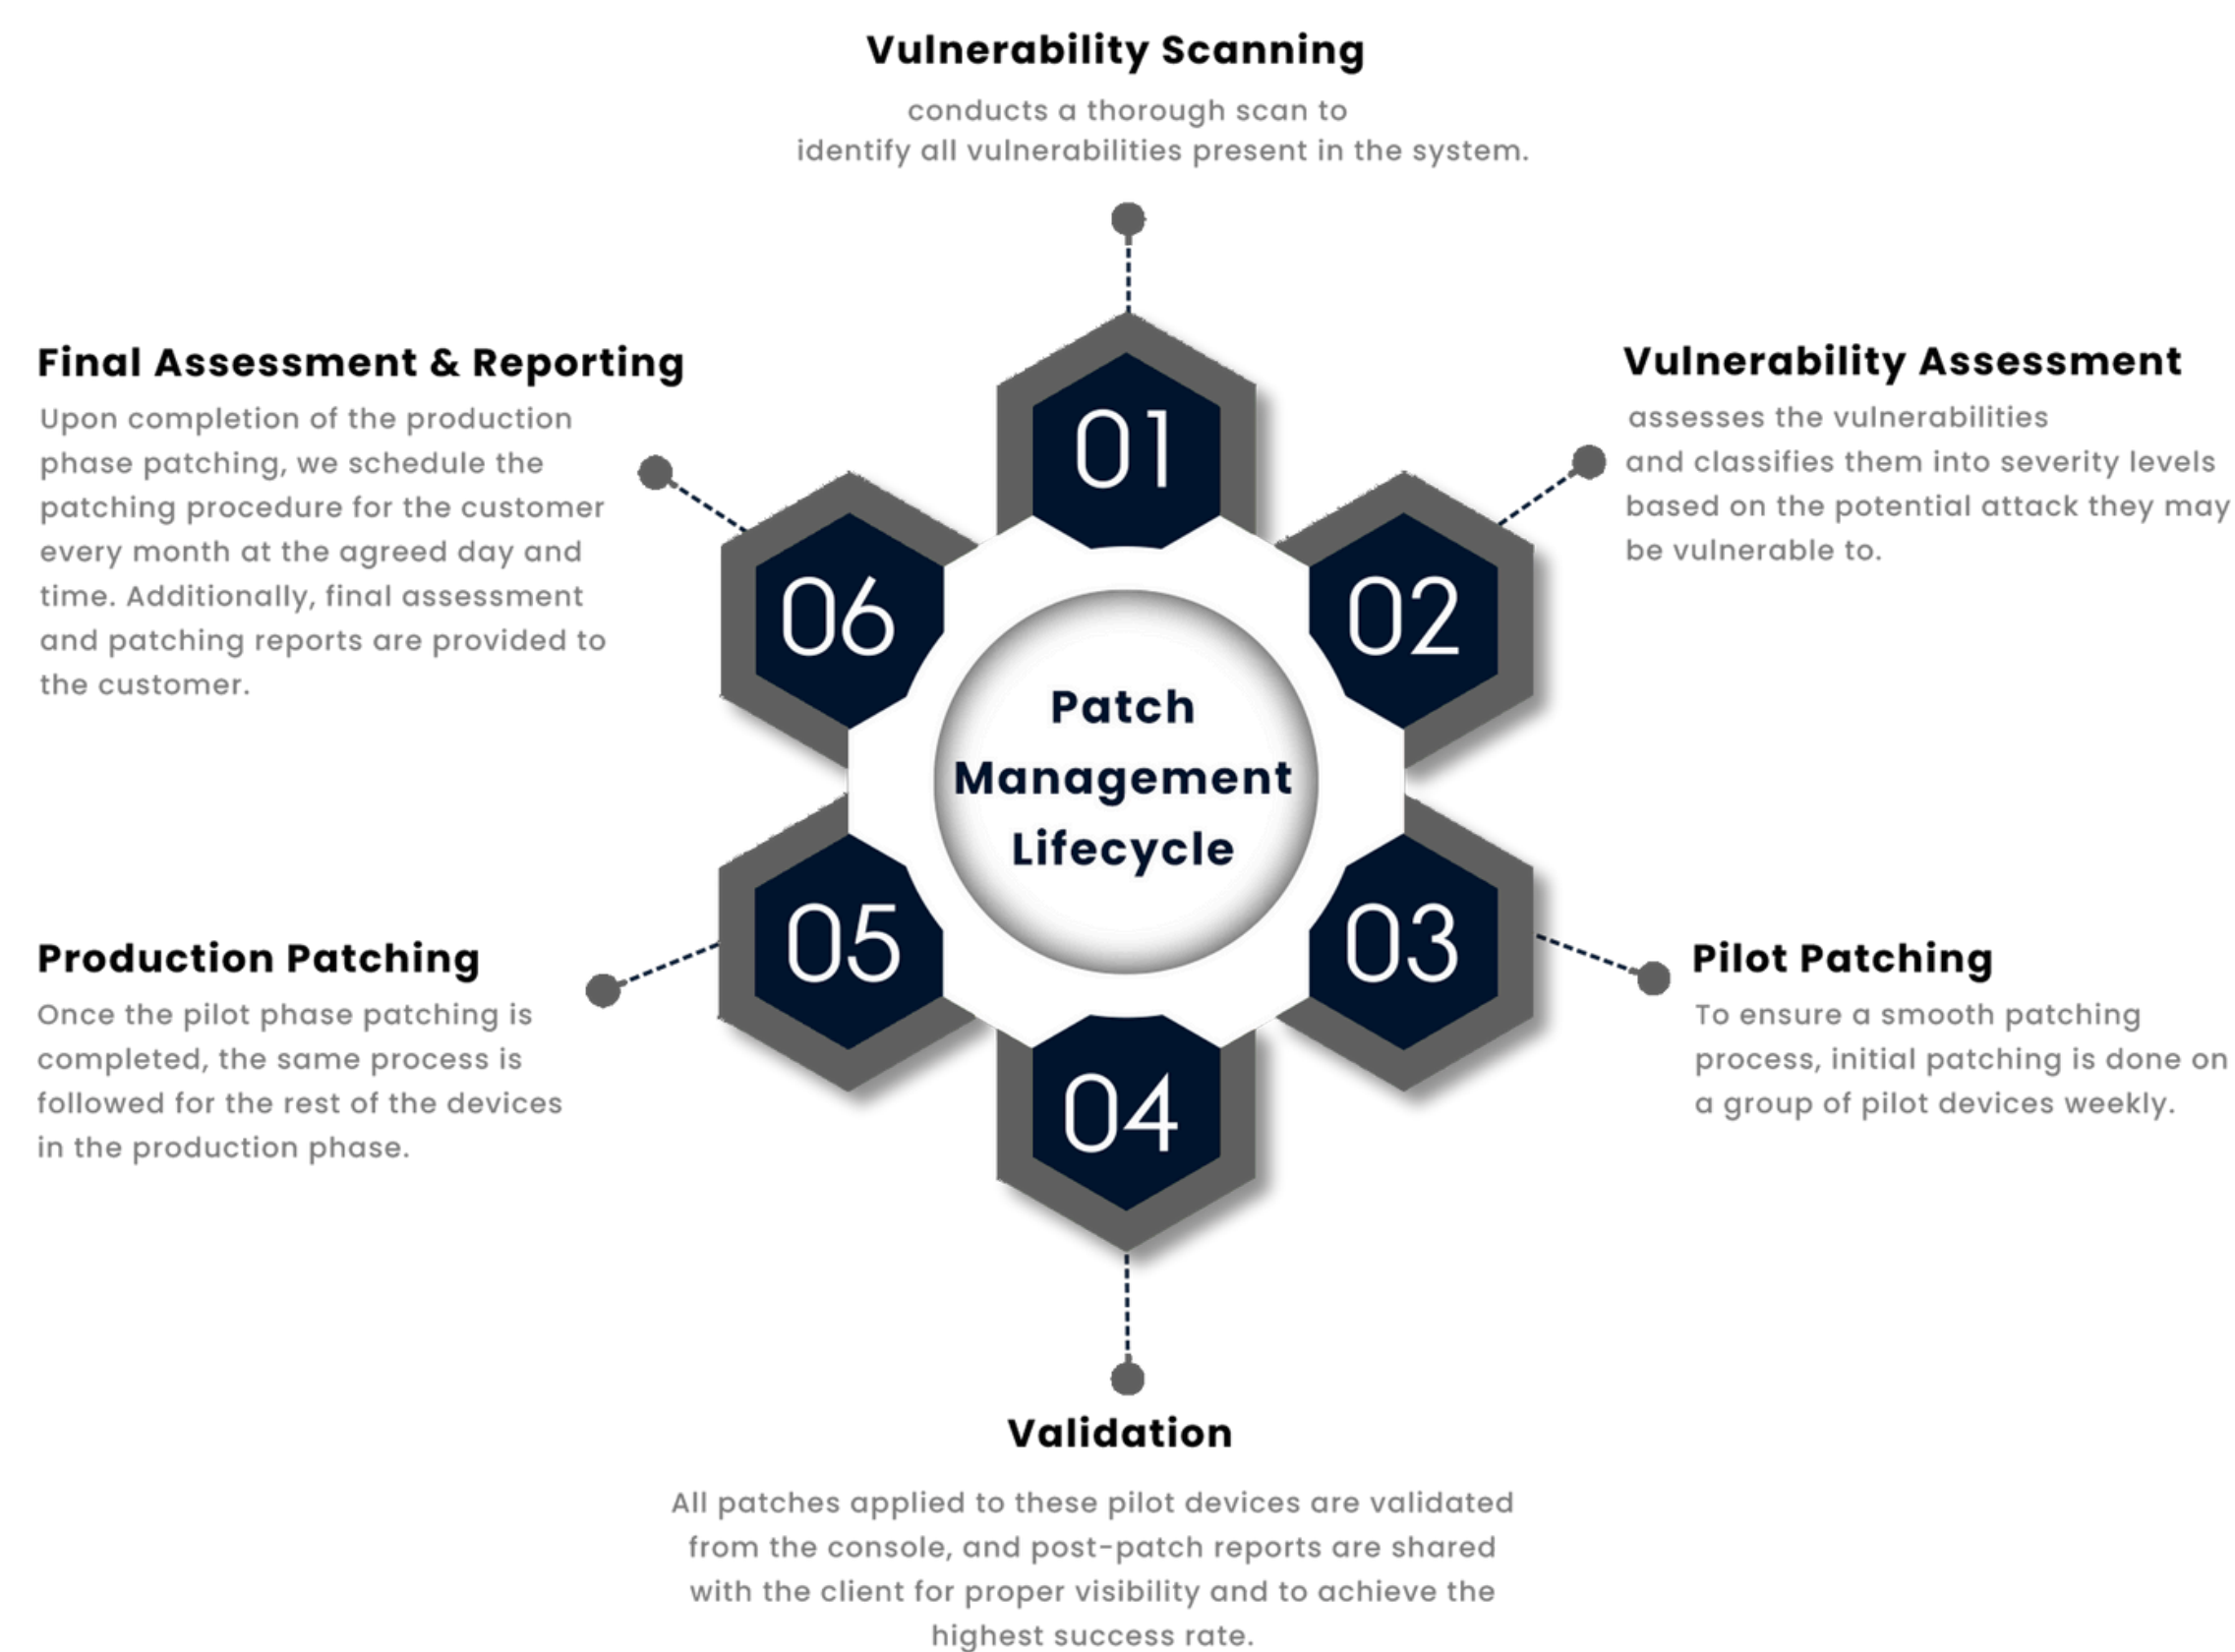 Vulnerability Scanning
conducts a thorough scan to
identify all vulnerabilities present in the system.
01
Vulnerability Assessment
assesses the vulnerabilities
and classifies them into severity levels
based on the potential attack they may
be vulnerable to.
02
Pilot Patching
To ensure a smooth patching
process, initial patching is done on
a group of pilot devices weekly.
03
Validation
All patches applied to these pilot devices are validated
from the console, and post-patch reports are shared
with the client for proper visibility and to achieve the
highest success rate.
04
Production Patching
Once the pilot phase patching is
completed, the same process is
followed for the rest of the devices
in the production phase.
05
Final Assessment & Reporting
Upon completion of the production
phase patching, we schedule the
patching procedure for the customer
every month at the agreed day and
time. Additionally, final assessment
and patching reports are provided to
the customer.
06
Patch
Management
Lifecycle